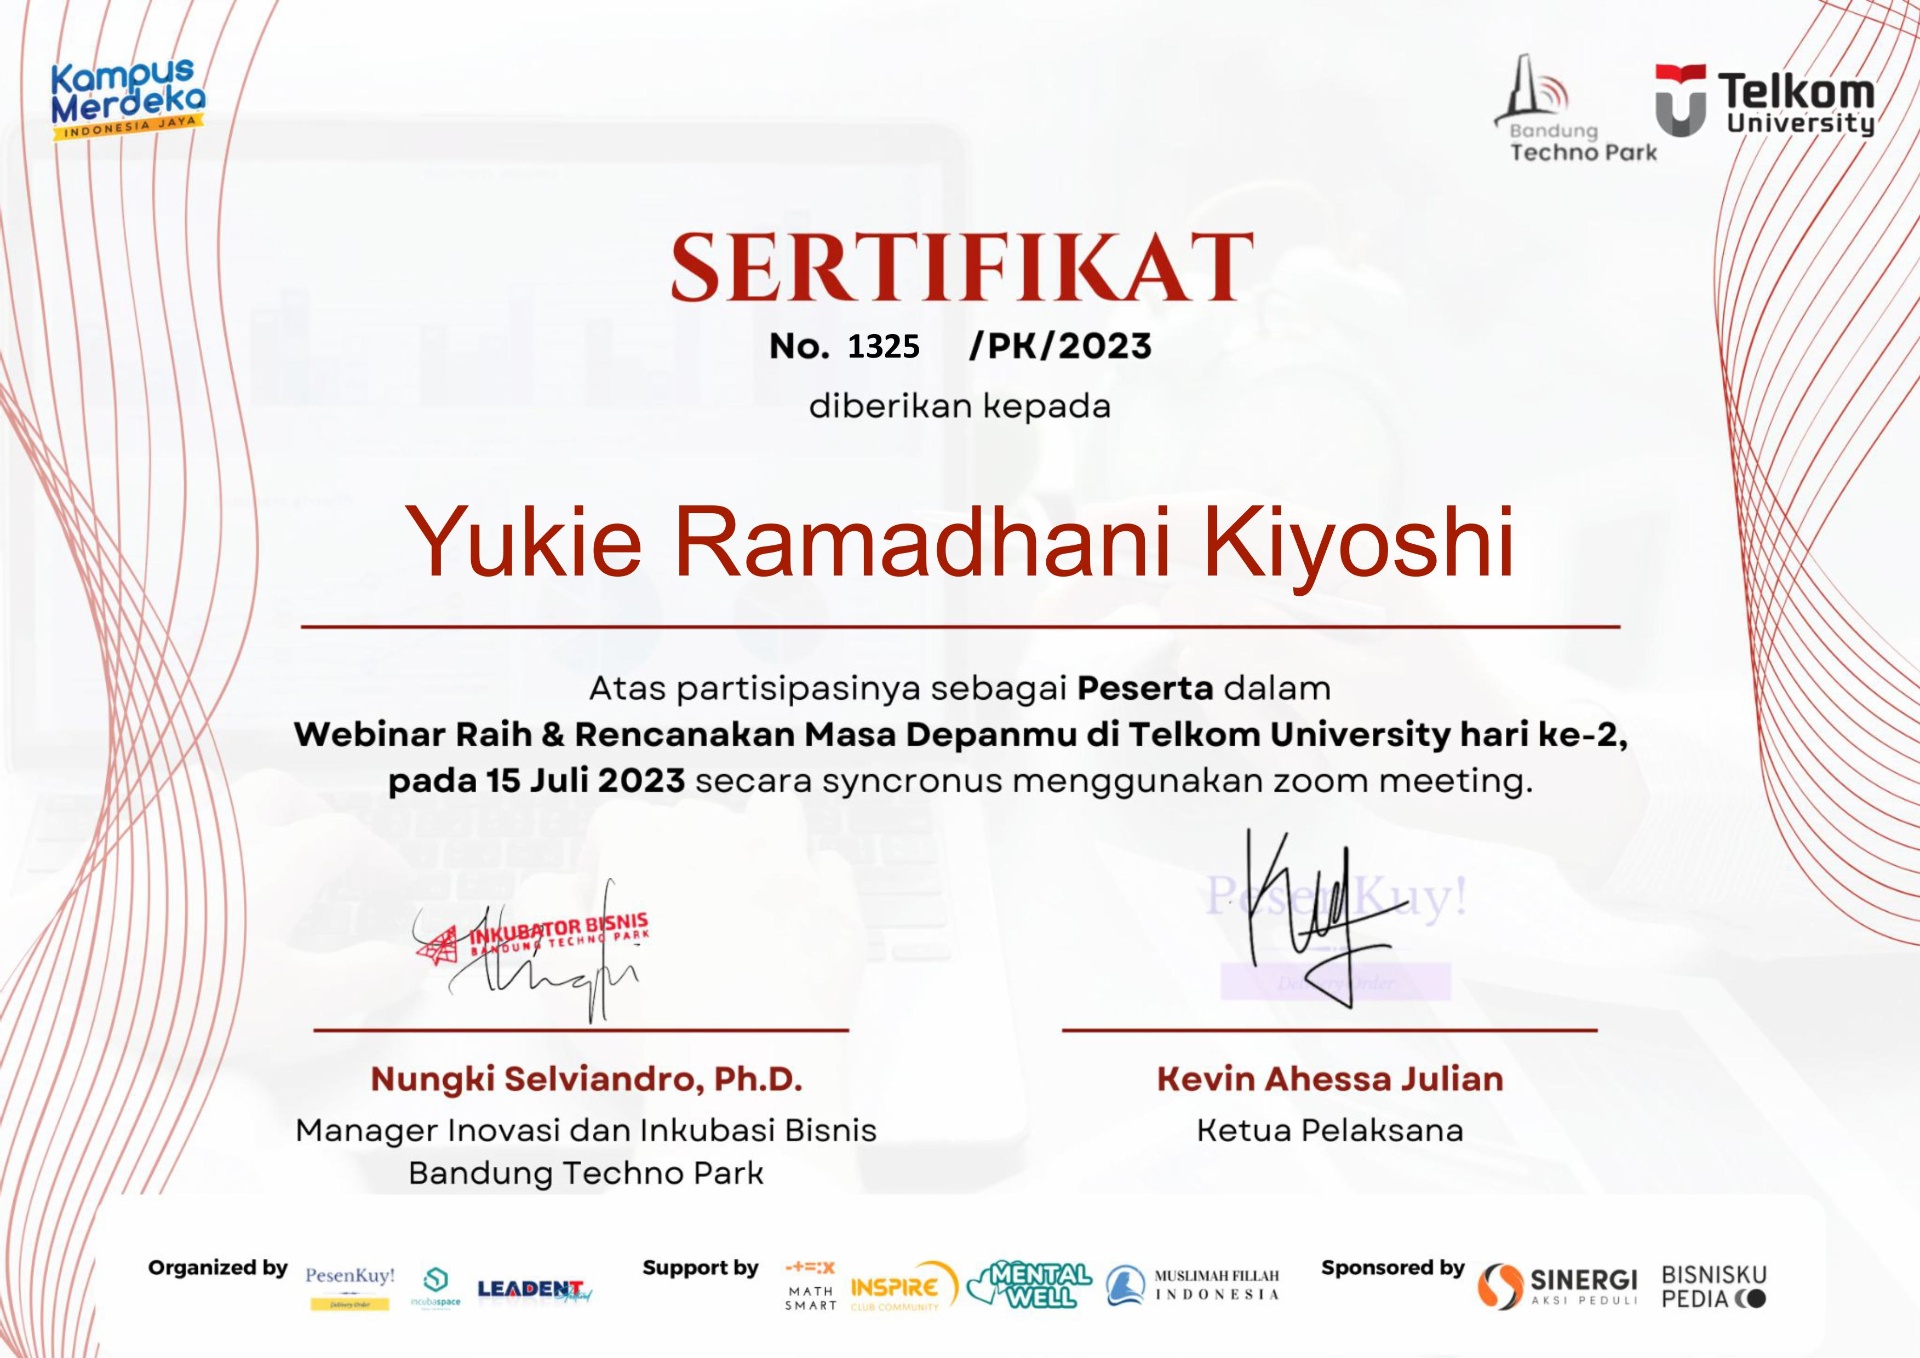 Kampus
Merdeka
INDONESIA JAYA
Bandung
Techno Park
Telkom
University
SERTIFIKAT
No. 1325 /PK/2023
diberikan kepada
Yukie Ramadhani Kiyoshi
Atas partisipasinya sebagai Peserta dalam
Webinar Raih & Rencanakan Masa Depanmu di Telkom University hari ke-2,
pada 15 Juli 2023 secara syncronus menggunakan zoom meeting.
INKUBATOR BISNIS
BANDUNG TECHNO PARK
PesenKuy!
Delivery Order
Nungki Selviandro, Ph.D.
Manager Inovasi dan Inkubasi Bisnis
Bandung Techno Park
Kevin Ahessa Julian
Ketua Pelaksana
Organized by
PesenKuy!
Delivery Order
incubaspace
LEADENT
Support by
-+=:x
MATH
SMART
INSPIRE
CLUB COMMUNITY
MENTAL
WELL
MUSLIMAH FILLAH
INDONESIA
Sponsored by
SINERGI
AKSI PEDULI
BISNISKU
PEDIA